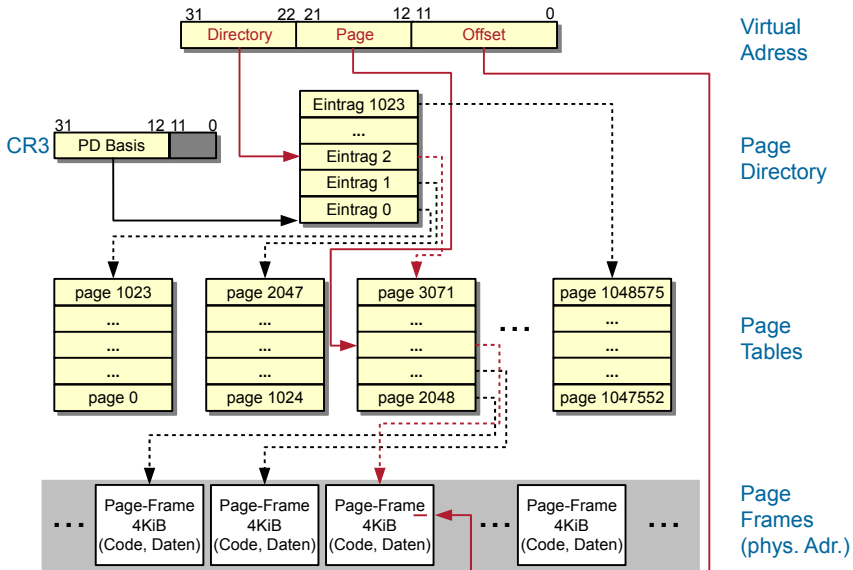 31 22 21 12 11 0
Directory Page Offset
Virtual
Adress
31 12 11 0
CR3 PD Basis
Eintrag 1023
...
Eintrag 2
Eintrag 1
Eintrag 0
Page
Directory
page 1023
...
...
...
page 0
page 2047
...
...
...
page 1024
page 3071
...
...
...
page 2048
...
page 1048575
...
...
...
page 1047552
Page
Tables
...
Page-Frame
4KiB
(Code, Daten)
Page-Frame
4KiB
(Code, Daten)
Page-Frame
4KiB
(Code, Daten)
...
Page-Frame
4KiB
(Code, Daten)
...
Page
Frames
(phys. Adr.)